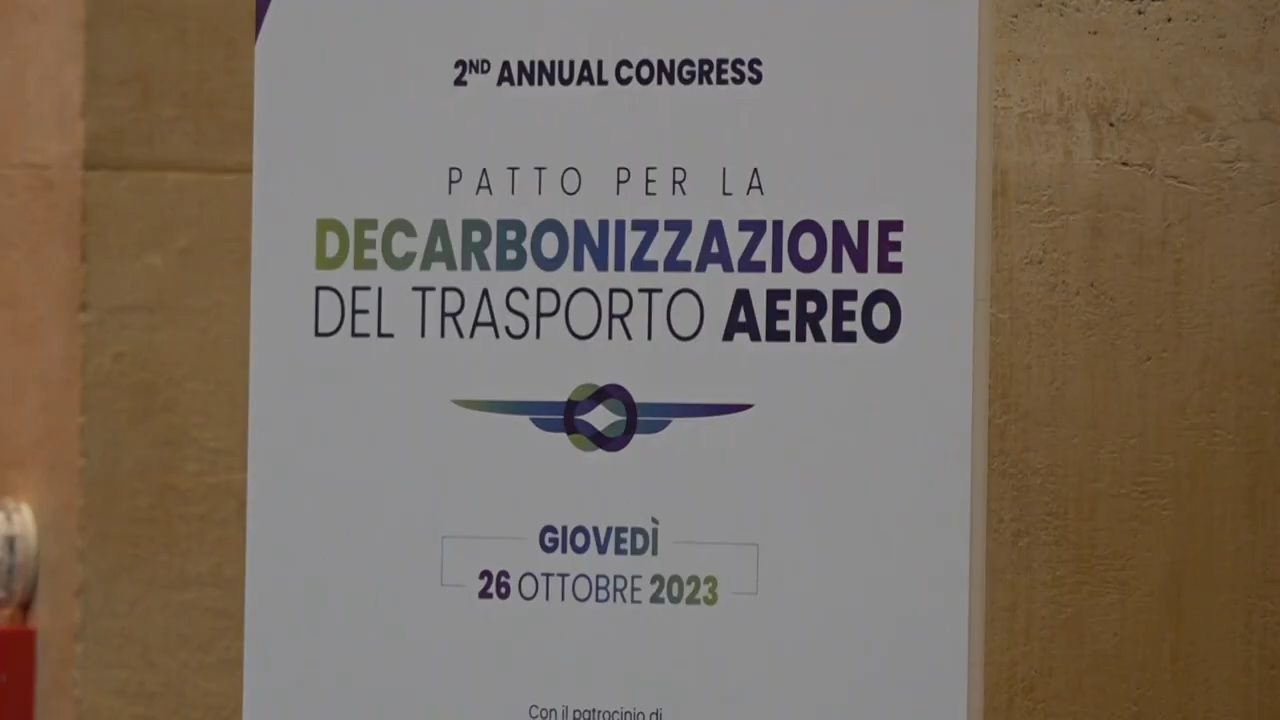 2ND ANNUAL CONGRESS
PATTO PER LA
DECARBONIZZAZIONE
DEL TRASPORTO AEREO
GIOVEDÌ
26 OTTOBRE 2023
Con il patrocinio di